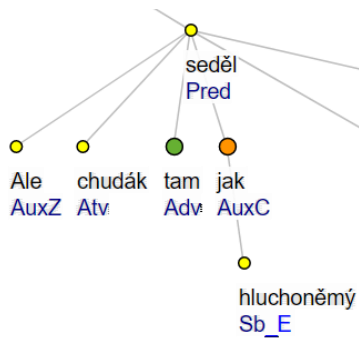 seděl
Pred
Ale chudák tam jak
AuxZ Atv Adv AuxC
hluchoněmý
Sb_E